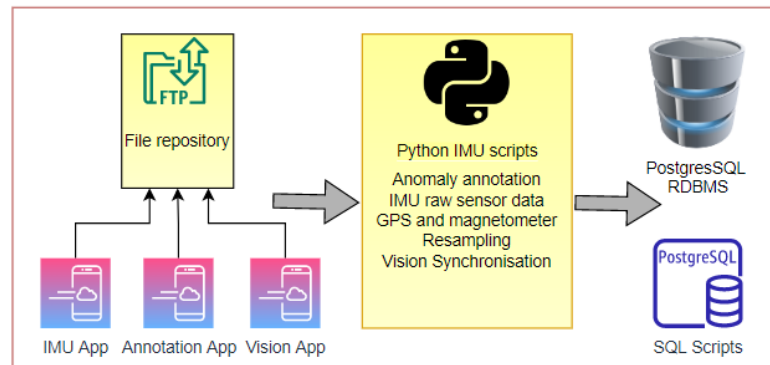 FTP
File repository
IMU App
Annotation App
Vision App
Python IMU scripts
Anomaly annotation
IMU raw sensor data
GPS and magnetometer
Resampling
Vision Synchronisation
PostgresSQL
RDBMS
PostgreSQL
SQL Scripts